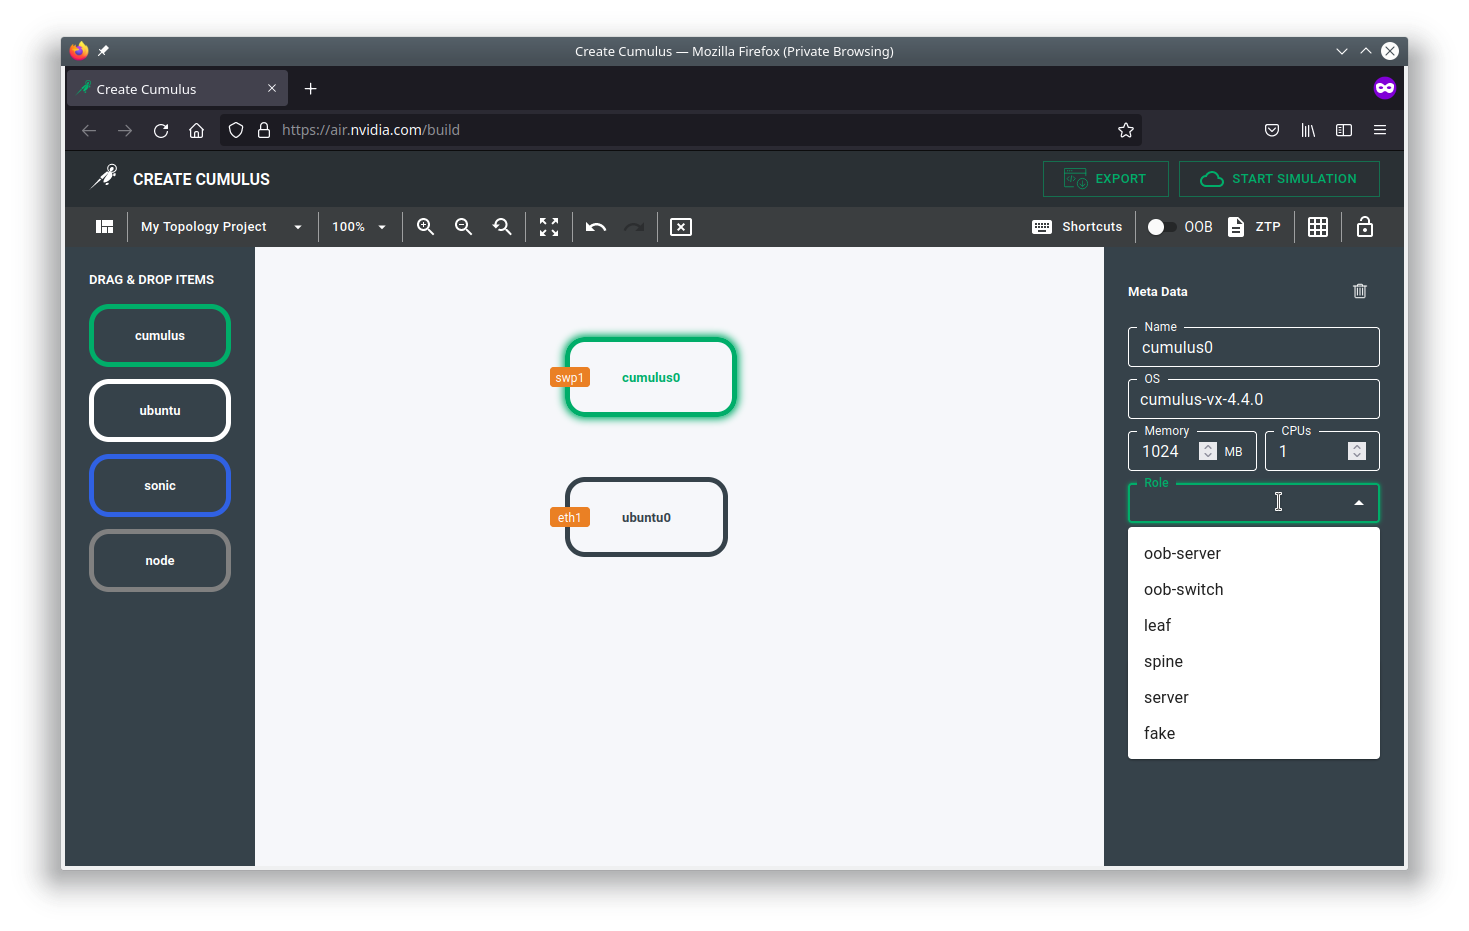 Create Cumulus — Mozilla Firefox (Private Browsing)
Create Cumulus
https://air.nvidia.com/build
CREATE CUMULUS
EXPORT
START SIMULATION
My Topology Project
100%
Shortcuts
OOB
ZTP
DRAG & DROP ITEMS
cumulus
ubuntu
sonic
node
swp1
cumulus0
eth1
ubuntu0
Meta Data
Name
cumulus0
OS
cumulus-vx-4.4.0
Memory
1024 MB
CPUs
1
Role
oob-server
oob-switch
leaf
spine
server
fake